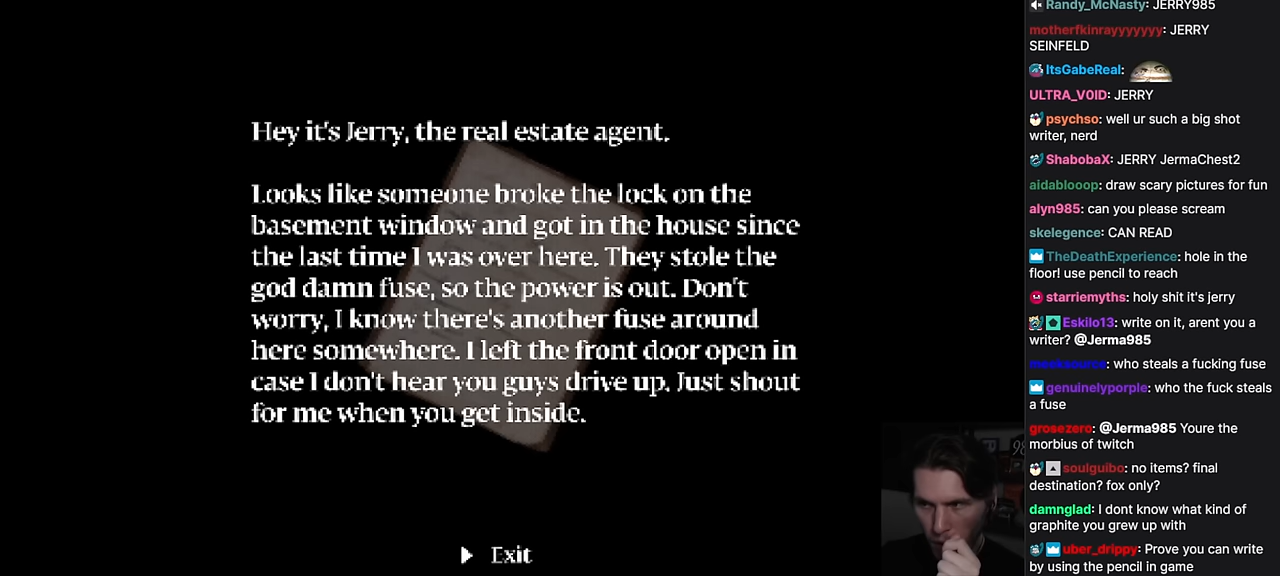 Hey it's Jerry, the real estate agent.
Looks like someone broke the lock on the
basement window and got in the house since
the last time I was over here. They stole the
god damn fuse, so the power is out. Don't
worry, I know there's another fuse around
here somewhere. I left the front door open in
case I don't hear you guys drive up. Just shout
for me when you get inside.
Exit
Randy_McNasty: JERRY985
motherfkinrayyyyyyy: JERRY
SEINFELD
ItsGabeReal:
ULTRA_V0ID: JERRY
psychso: well ur such a big shot
writer, nerd
ShabobaX: JERRY JermaChest2
aidablooop: draw scary pictures for fun
alyn985: can you please scream
skelegence: CAN READ
TheDeathExperience: hole in the
floor! use pencil to reach
starriemyths: holy shit it's jerry
Eskilo13: write on it, arent you a
writer? @Jerma985
who steals a fucking fuse
genuinelyporple: who the fuck steals
a fuse
grosezero: @Jerma985 Youre the
morbius of twitch
soulguibo: no items? final
destination? fox only?
damnglad: I dont know what kind of
graphite you grew up with
uber_drippy: Prove you can write
by using the pencil in game